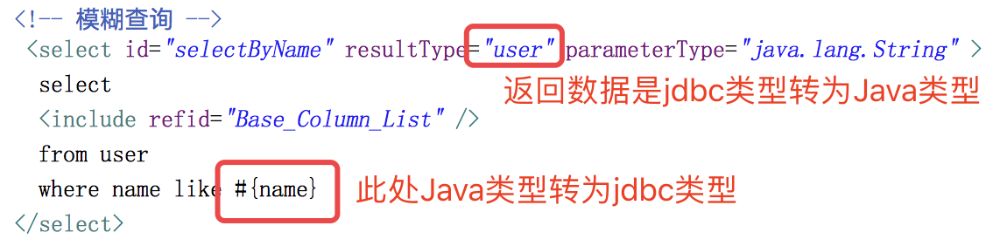 <!-- 模糊查询 -->
<select id="selectByName" resultType="user" parameterType="java.lang.String" >
select
返回数据是jdbc类型转为Java类型
<include refid="Base_Column_List" />
from user
where name like #{name}
此处Java类型转为jdbc类型
</select>